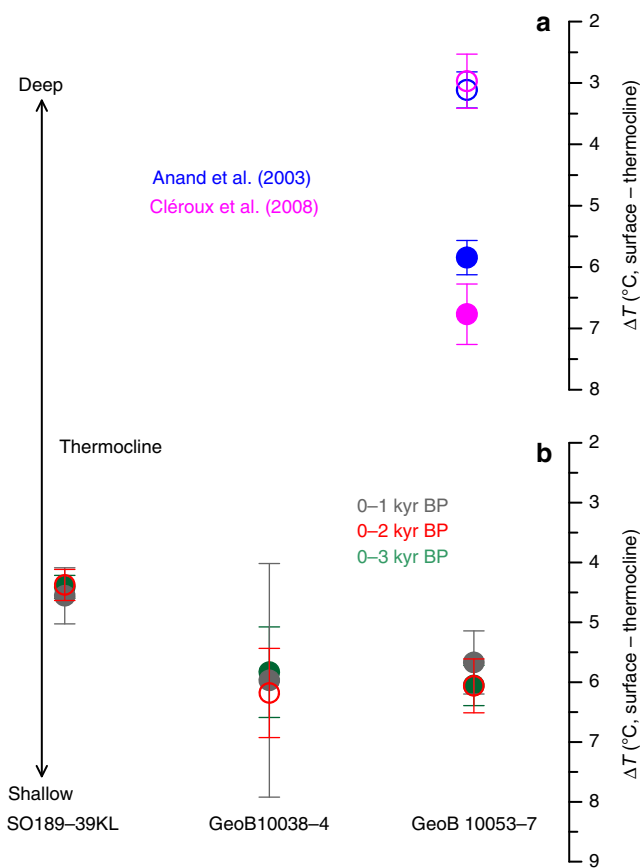 a
2
3
4
5
6
7
8
ΔT (°C, surface – thermocline)
Deep
Anand et al. (2003)
Cléroux et al. (2008)
Thermocline
b
2
3
4
5
6
7
8
9
ΔT (°C, surface – thermocline)
0–1 kyr BP
0–2 kyr BP
0–3 kyr BP
Shallow
SO189–39KL
GeoB10038–4
GeoB 10053–7